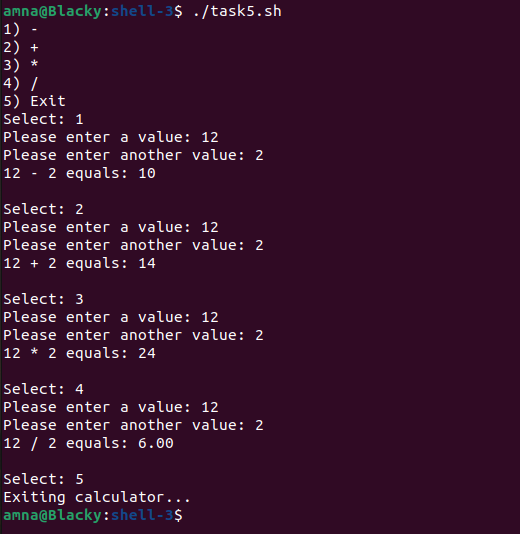 amna@Blacky:shell-3$ ./task5.sh
1) -
2) +
3) *
4) /
5) Exit
Select: 1
Please enter a value: 12
Please enter another value: 2
12 - 2 equals: 10
Select: 2
Please enter a value: 12
Please enter another value: 2
12 + 2 equals: 14
Select: 3
Please enter a value: 12
Please enter another value: 2
12 * 2 equals: 24
Select: 4
Please enter a value: 12
Please enter another value: 2
12 / 2 equals: 6.00
Select: 5
Exiting calculator...
amna@Blacky:shell-3$